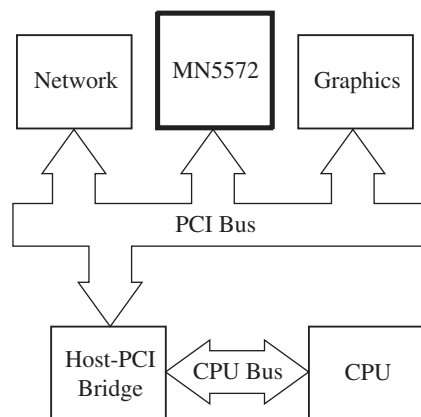 Network
MN5572
Graphics
PCI Bus
Host-PCI
Bridge
CPU Bus
CPU